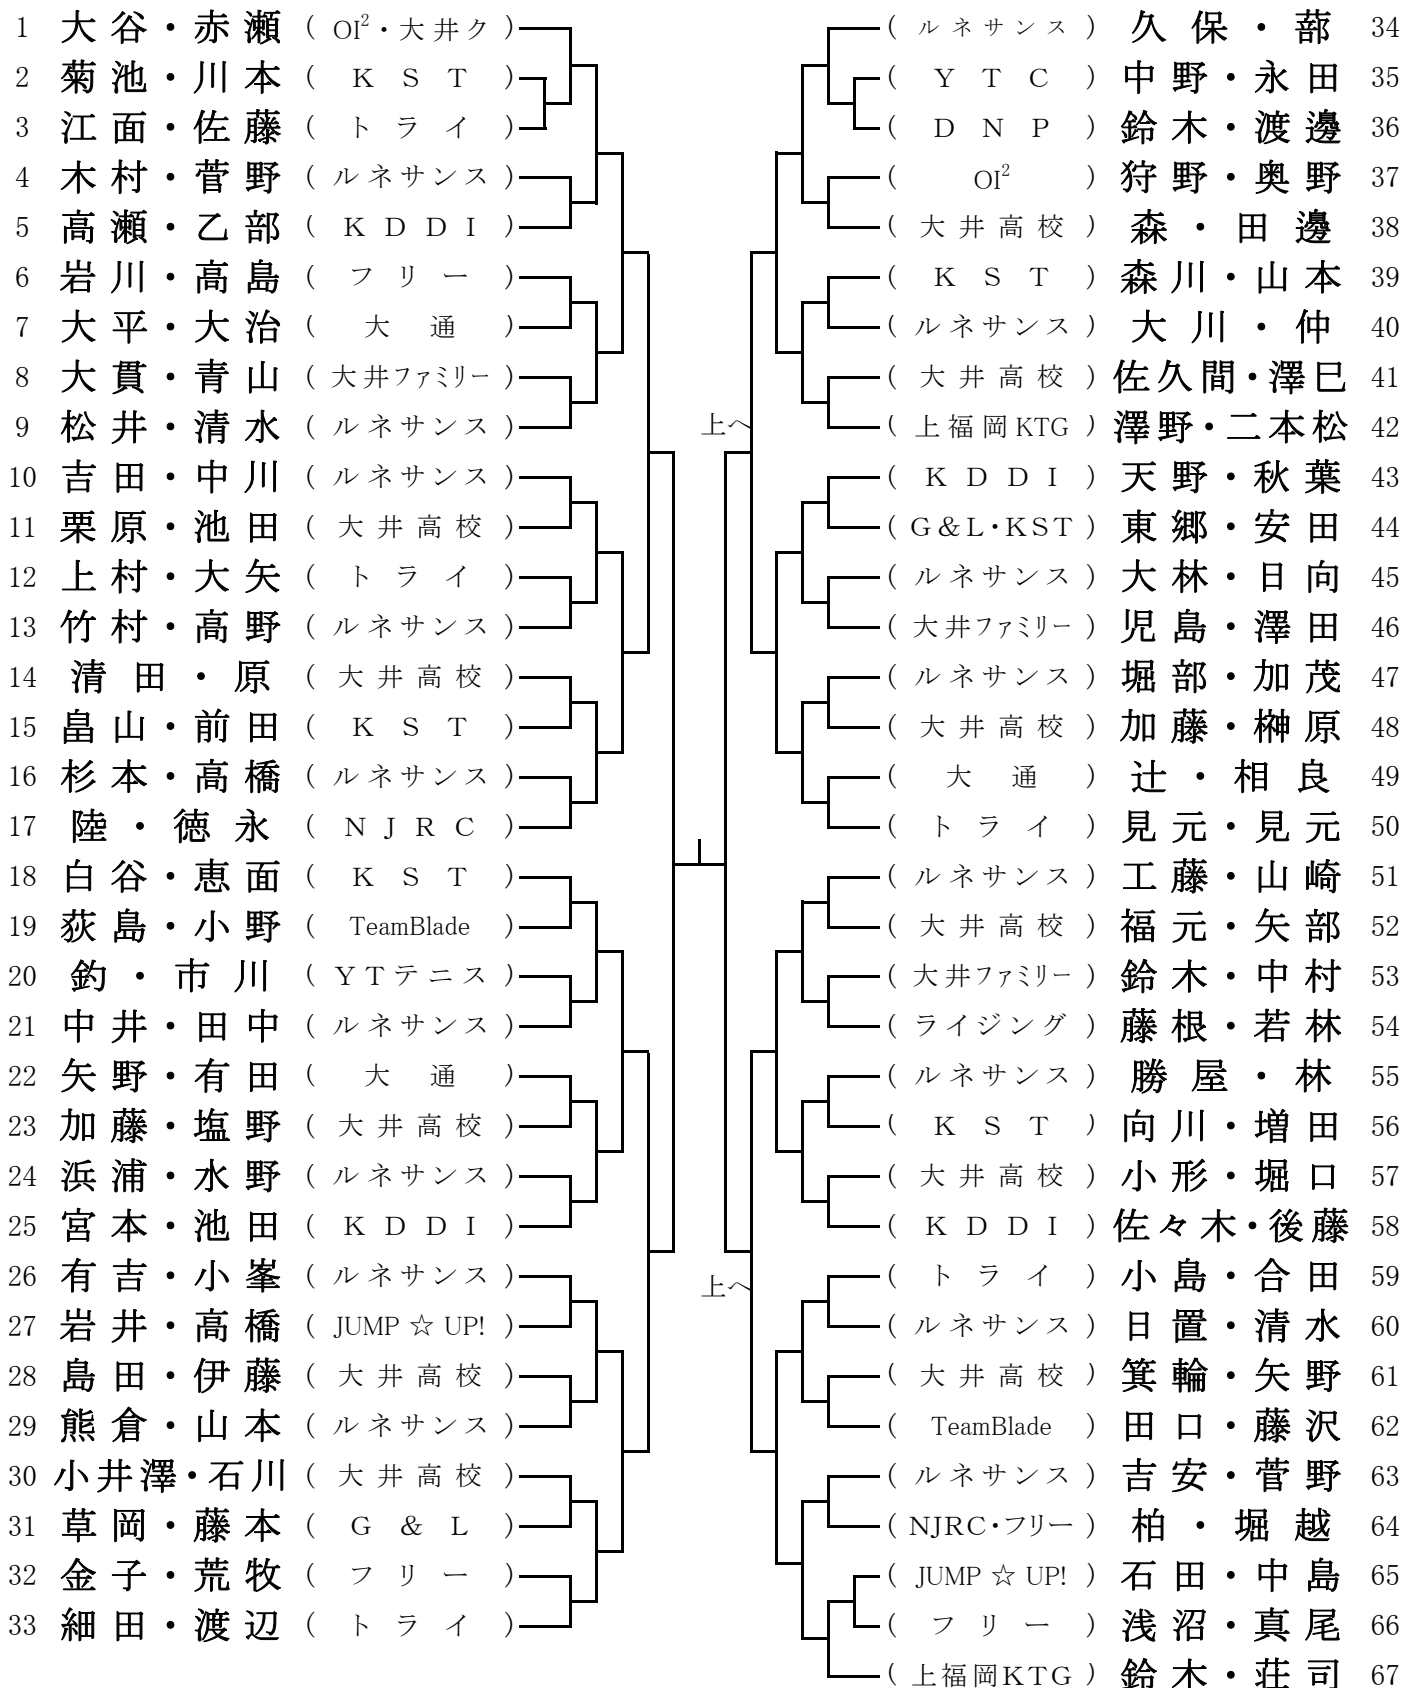 1 大谷・赤瀬 ( OI²・大井ク )
2 菊池・川本 ( KST )
3 江面・佐藤 ( トライ )
4 木村・菅野 ( ルネサンス )
5 高瀬・乙部 ( KDDI )
6 岩川・高島 ( フリー )
7 大平・大治 ( 大通 )
8 大貫・青山 ( 大井ファミリー )
9 松井・清水 ( ルネサンス )
10 吉田・中川 ( ルネサンス )
11 栗原・池田 ( 大井高校 )
12 上村・大矢 ( トライ )
13 竹村・高野 ( ルネサンス )
14 清田・原 ( 大井高校 )
15 畠山・前田 ( KST )
16 杉本・高橋 ( ルネサンス )
17 陸・徳永 ( NJRC )
18 白谷・恵面 ( KST )
19 荻島・小野 ( TeamBlade )
20 釣・市川 ( YTテニス )
21 中井・田中 ( ルネサンス )
22 矢野・有田 ( 大通 )
23 加藤・塩野 ( 大井高校 )
24 浜浦・水野 ( ルネサンス )
25 宮本・池田 ( KDDI )
26 有吉・小峯 ( ルネサンス )
27 岩井・高橋 ( JUMP ☆ UP! )
28 島田・伊藤 ( 大井高校 )
29 熊倉・山本 ( ルネサンス )
30 小井澤・石川 ( 大井高校 )
31 草岡・藤本 ( G & L )
32 金子・荒牧 ( フリー )
33 細田・渡辺 ( トライ )
上へ
上へ
( ルネサンス ) 久保・蔀 34
( YTC ) 中野・永田 35
( DNP ) 鈴木・渡邊 36
( OI² ) 狩野・奥野 37
( 大井高校 ) 森・田邊 38
( KST ) 森川・山本 39
( ルネサンス ) 大川・仲 40
( 大井高校 ) 佐久間・澤巳 41
( 上福岡KTG ) 澤野・二本松 42
( KDDI ) 天野・秋葉 43
( G&L・KST ) 東郷・安田 44
( ルネサンス ) 大林・日向 45
( 大井ファミリー ) 児島・澤田 46
( ルネサンス ) 堀部・加茂 47
( 大井高校 ) 加藤・榊原 48
( 大通 ) 辻・相良 49
( トライ ) 見元・見元 50
( ルネサンス ) 工藤・山崎 51
( 大井高校 ) 福元・矢部 52
( 大井ファミリー ) 鈴木・中村 53
( ライジング ) 藤根・若林 54
( ルネサンス ) 勝屋・林 55
( KST ) 向川・増田 56
( 大井高校 ) 小形・堀口 57
( KDDI ) 佐々木・後藤 58
( トライ ) 小島・合田 59
( ルネサンス ) 日置・清水 60
( 大井高校 ) 箕輪・矢野 61
( TeamBlade ) 田口・藤沢 62
( ルネサンス ) 吉安・菅野 63
( NJRC・フリー ) 柏・堀越 64
( JUMP ☆ UP! ) 石田・中島 65
( フリー ) 浅沼・真尾 66
( 上福岡KTG ) 鈴木・荘司 67